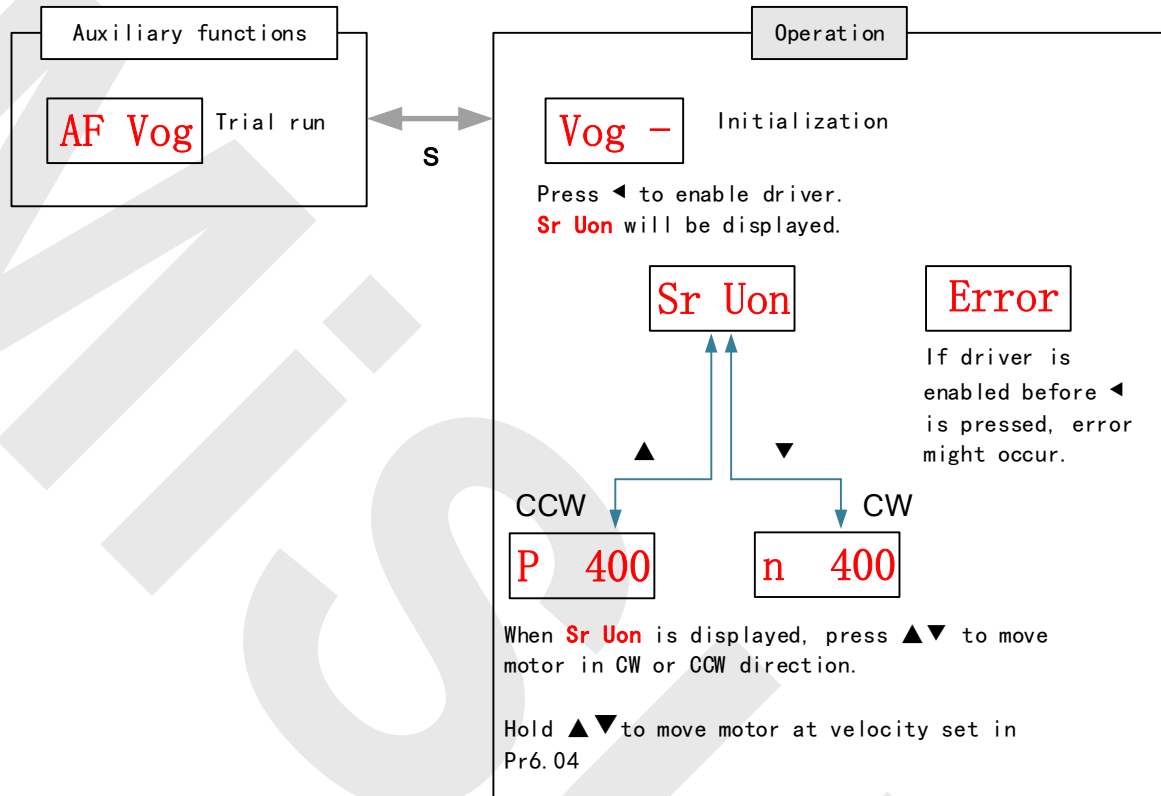 Auxiliary functions
AF Vog
Trial run
S
Operation
Vog -
Initialization
Press ◄ to enable driver.
Sr Uon will be displayed.
Sr Uon
Error
If driver is
enabled before ◄
is pressed, error
might occur.
▲ ▼
CCW
CW
P 400
n 400
When Sr Uon is displayed, press ▲▼ to move
motor in CW or CCW direction.
Hold ▲▼to move motor at velocity set in
Pr6.04